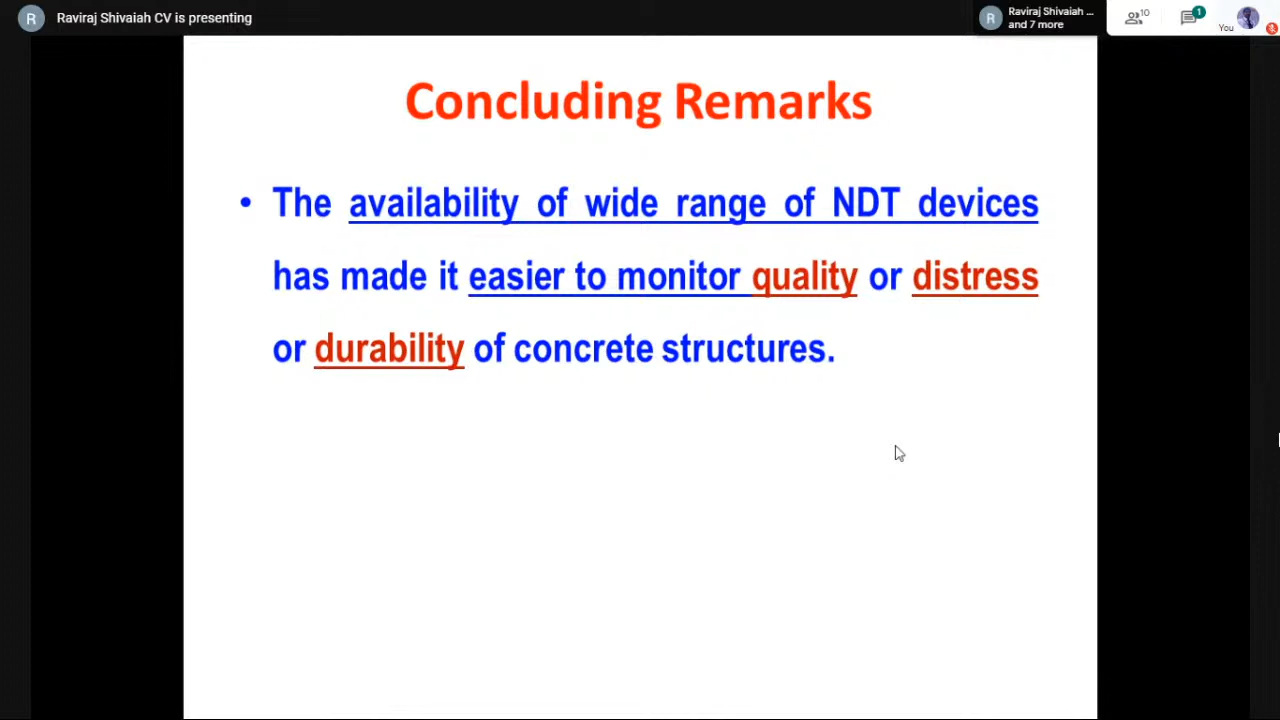 R Raviraj Shivaiah CV is presenting
R Raviraj Shivaiah ...
and 7 more
10
1
You
Concluding Remarks
• The availability of wide range of NDT devices
has made it easier to monitor quality or distress
or durability of concrete structures.